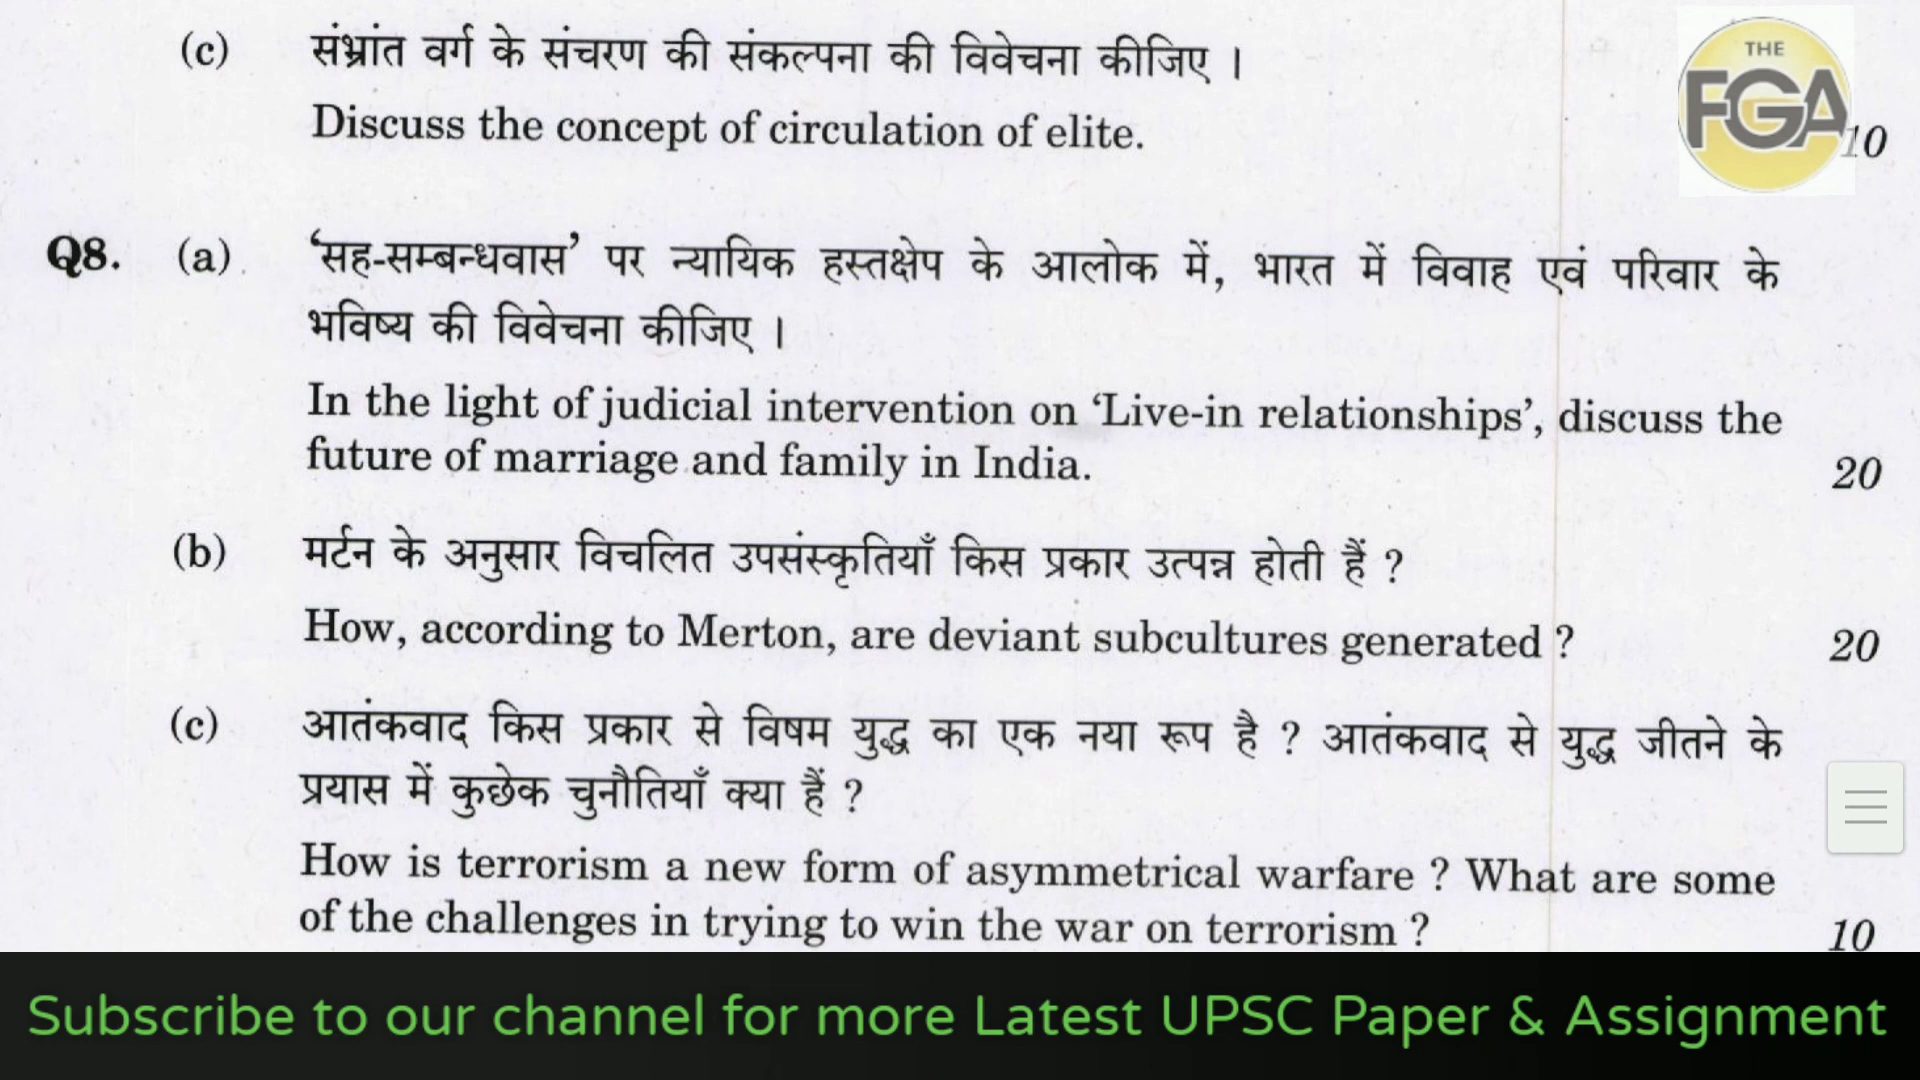 (c) संभ्रांत वर्ग के संचरण की संकल्पना की विवेचना कीजिए ।
THE
FGA
Discuss the concept of circulation of elite. 10
Q8. (a) ‘सह-सम्बन्धवास’ पर न्यायिक हस्तक्षेप के आलोक में, भारत में विवाह एवं परिवार के
भविष्य की विवेचना कीजिए ।
In the light of judicial intervention on ‘Live-in relationships’, discuss the
future of marriage and family in India. 20
(b) मर्टन के अनुसार विचलित उपसंस्कृतियाँ किस प्रकार उत्पन्न होती हैं ?
How, according to Merton, are deviant subcultures generated ? 20
(c) आतंकवाद किस प्रकार से विषम युद्ध का एक नया रूप है ? आतंकवाद से युद्ध जीतने के
प्रयास में कुछेक चुनौतियाँ क्या हैं ?
How is terrorism a new form of asymmetrical warfare ? What are some
of the challenges in trying to win the war on terrorism ? 10
Subscribe to our channel for more Latest UPSC Paper & Assignment